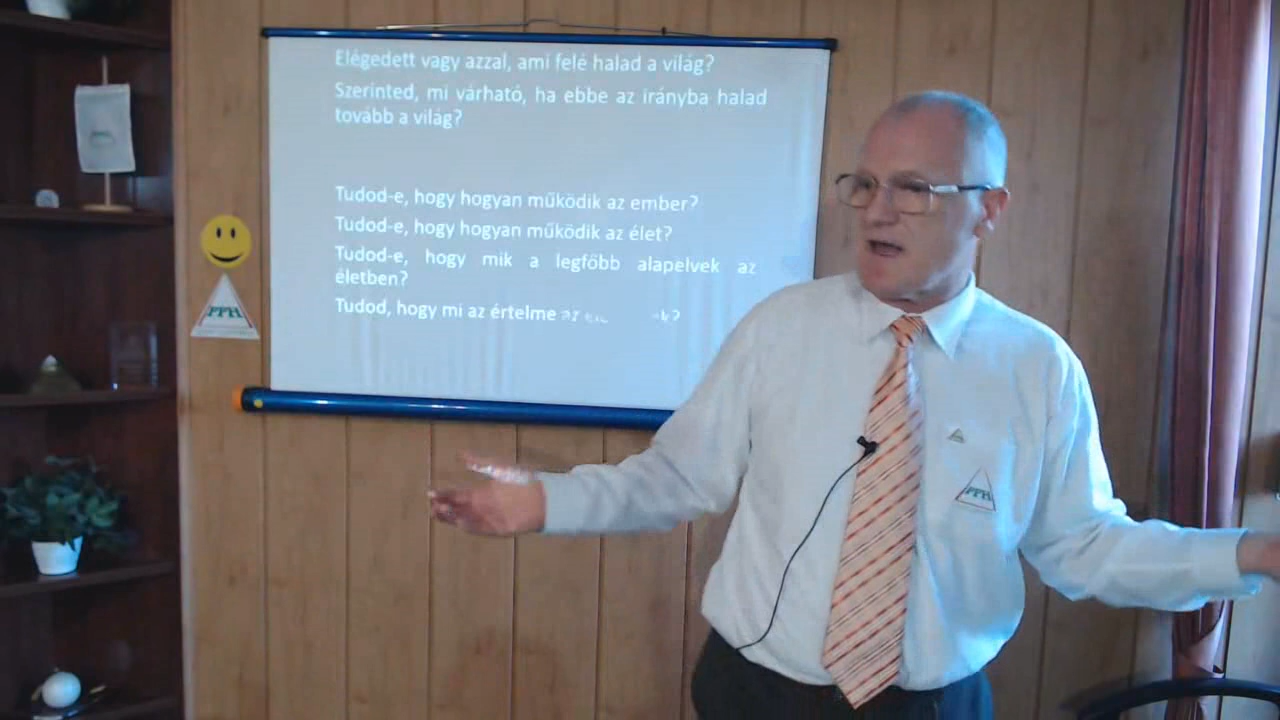 Elégedett vagy azzal, ami felé halad a világ?
Szerinted, mi várható, ha ebbe az irányba halad
tovább a világ?
Tudod-e, hogy hogyan működik az ember?
Tudod-e, hogy hogyan működik az élet?
Tudod-e, hogy mik a legfőbb alapelvek az
életben?
Tudod, hogy mi az értelme az
PPH
PPH